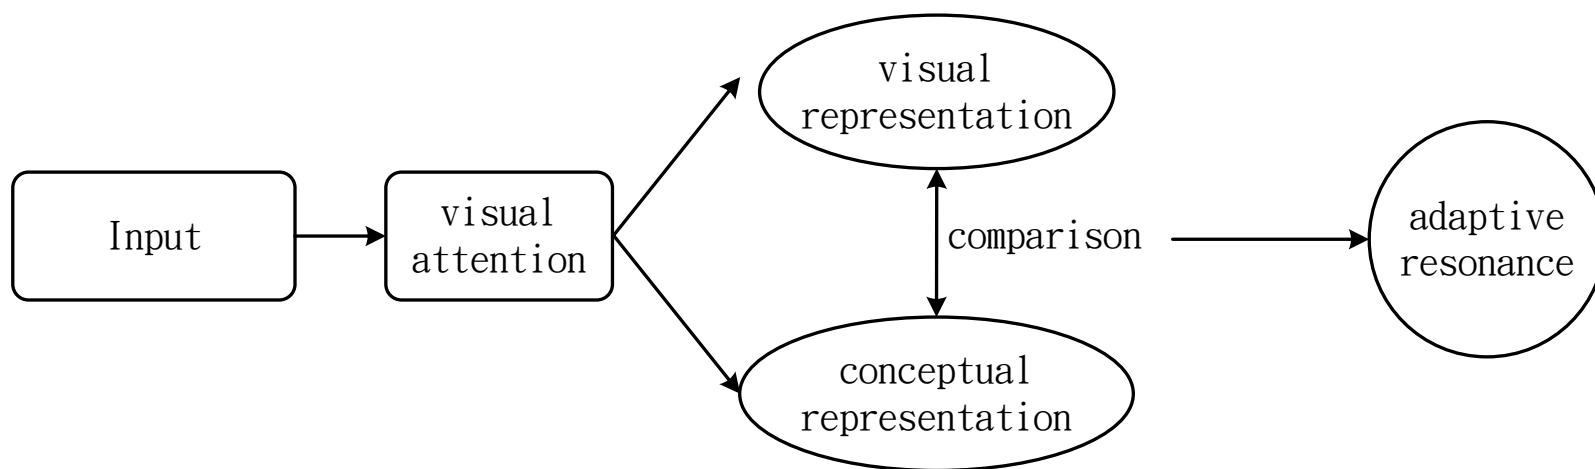 Input
visual
attention
visual
representation
comparison
conceptual
representation
adaptive
resonance